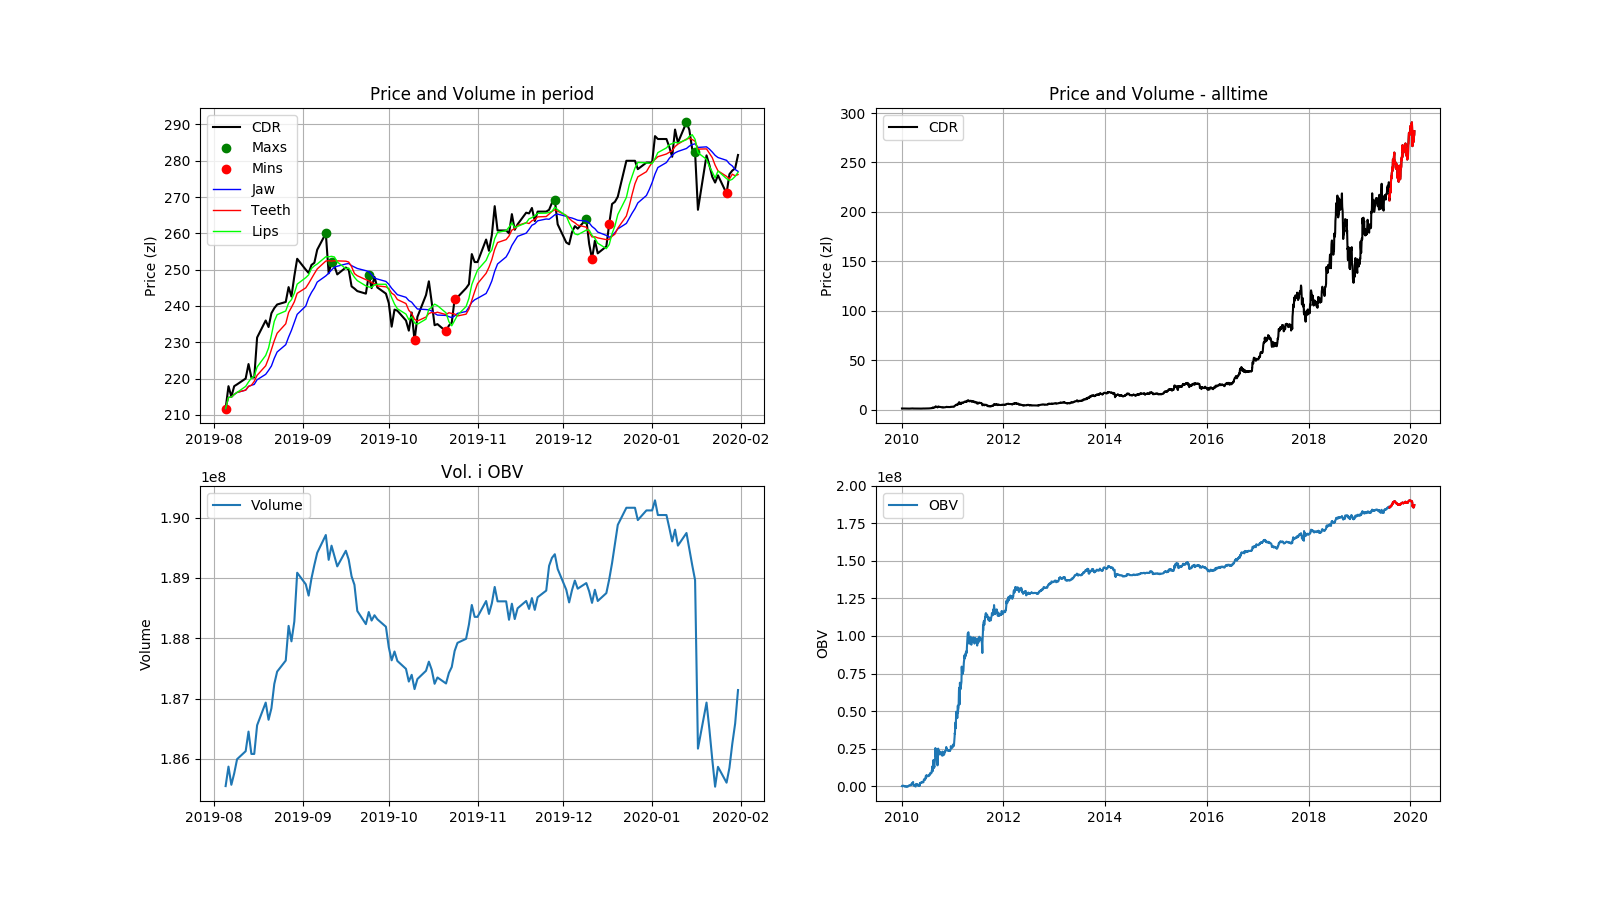 Price and Volume in period
Price (zl)
290
280
270
260
250
240
230
220
210
CDR
Maxs
Mins
Jaw
Teeth
Lips
2019-08 2019-09 2019-10 2019-11 2019-12 2020-01 2020-02
Price and Volume - alltime
Price (zl)
300
250
200
150
100
50
0
CDR
2010 2012 2014 2016 2018 2020
Vol. i OBV
1e8
Volume
1.90
1.89
1.88
1.87
1.86
Volume
2019-08 2019-09 2019-10 2019-11 2019-12 2020-01 2020-02
1e8
OBV
2.00
1.75
1.50
1.25
1.00
0.75
0.50
0.25
0.00
OBV
2010 2012 2014 2016 2018 2020